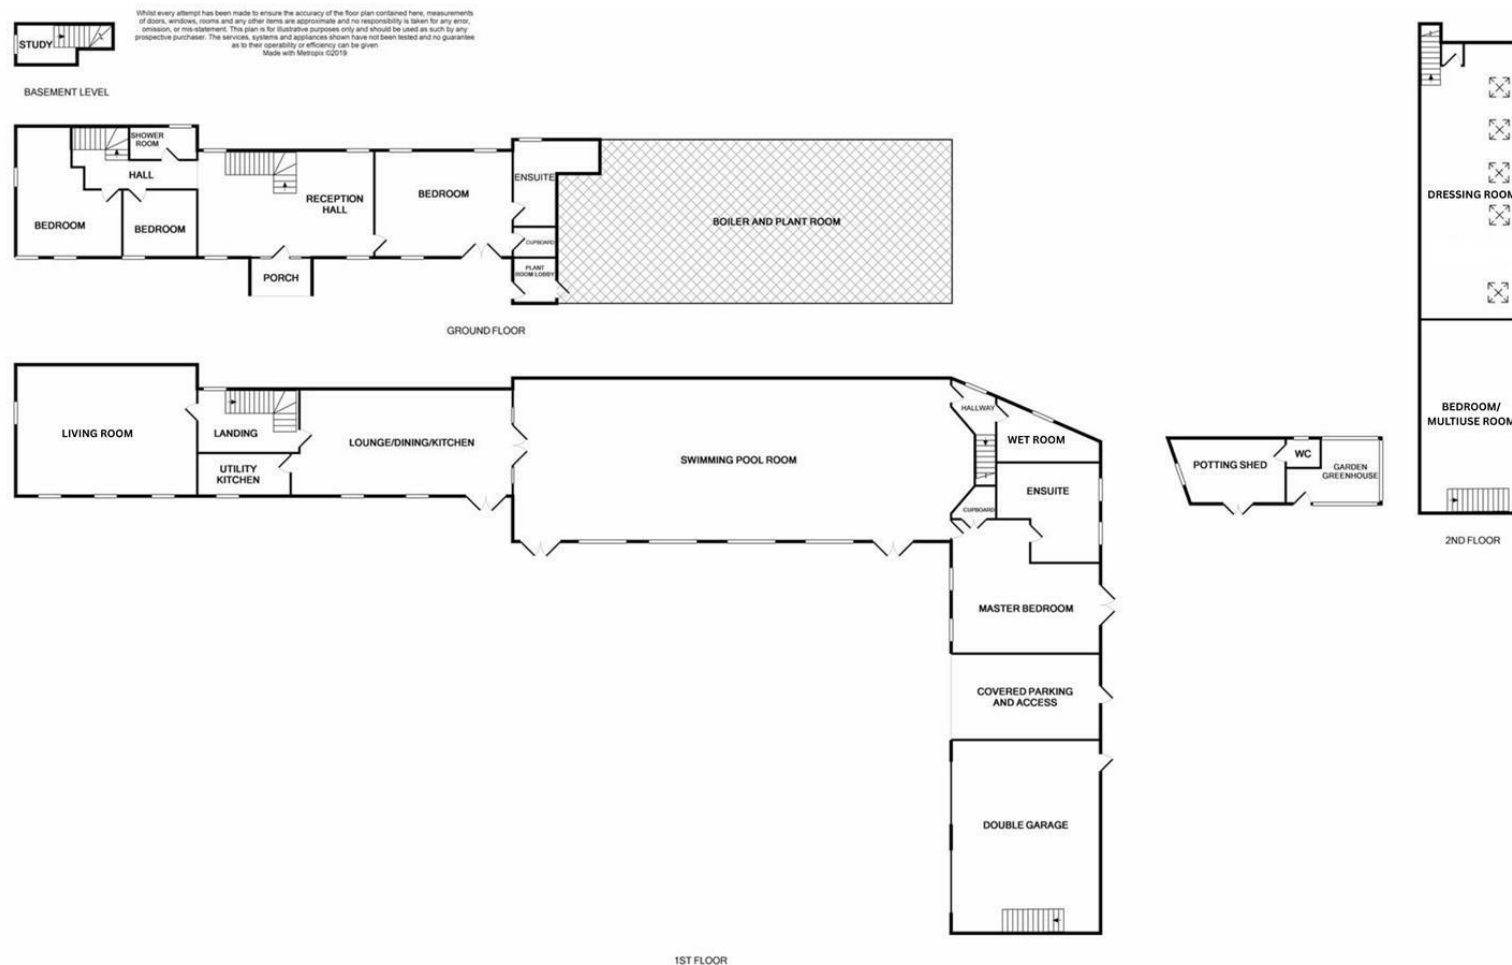 Whilst every attempt has been made to ensure the accuracy of the floor plan contained here, measurements
of doors, windows, rooms and any other items are approximate and no responsibility is taken for any error,
omission, or mis-statement. This plan is for illustrative purposes only and should be used as such by any
prospective purchaser. The services, systems and appliances shown have not been tested and no guarantee
as to their operability or efficiency can be given
Made with Metropix ©2019
STUDY
BASEMENT LEVEL
SHOWER
ROOM
HALL
BEDROOM
BEDROOM
RECEPTION
HALL
PORCH
BEDROOM
ENSUITE
CUPBOARD
PLANT
ROOM LOBBY
BOILER AND PLANT ROOM
GROUND FLOOR
LIVING ROOM
LANDING
UTILITY
KITCHEN
LOUNGE/DINING/KITCHEN
SWIMMING POOL ROOM
HALLWAY
WET ROOM
ENSUITE
CUPBOARD
MASTER BEDROOM
COVERED PARKING
AND ACCESS
DOUBLE GARAGE
1ST FLOOR
POTTING SHED
WC
GARDEN
GREENHOUSE
DRESSING ROOM
BEDROOM/
MULTIUSE ROOM
2ND FLOOR